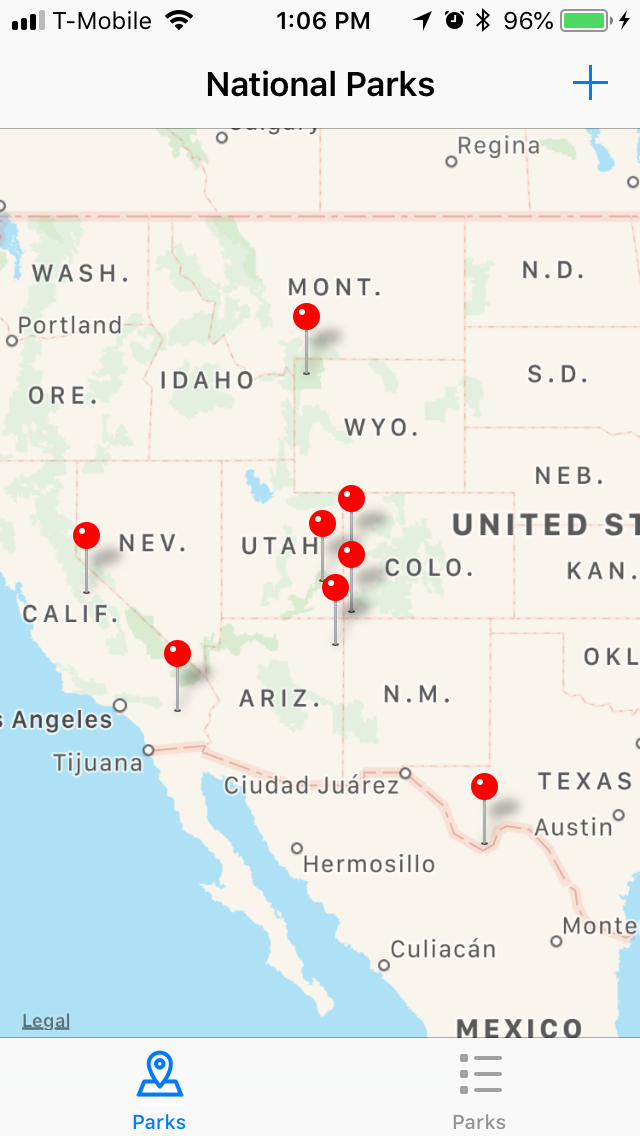 T-Mobile 1:06 PM 96%
National Parks
Calgary
Regina
WASH.
MONT.
N.D.
Portland
ORE.
IDAHO
S.D.
WYO.
NEB.
UNITED ST
NEV.
UTAH
COLO.
KAN.
CALIF.
OKL
ARIZ.
N.M.
s Angeles
Tijuana
Ciudad Juárez
TEXAS
Austin
Hermosillo
Monte
Culiacán
Legal
MEXICO
Parks
Parks